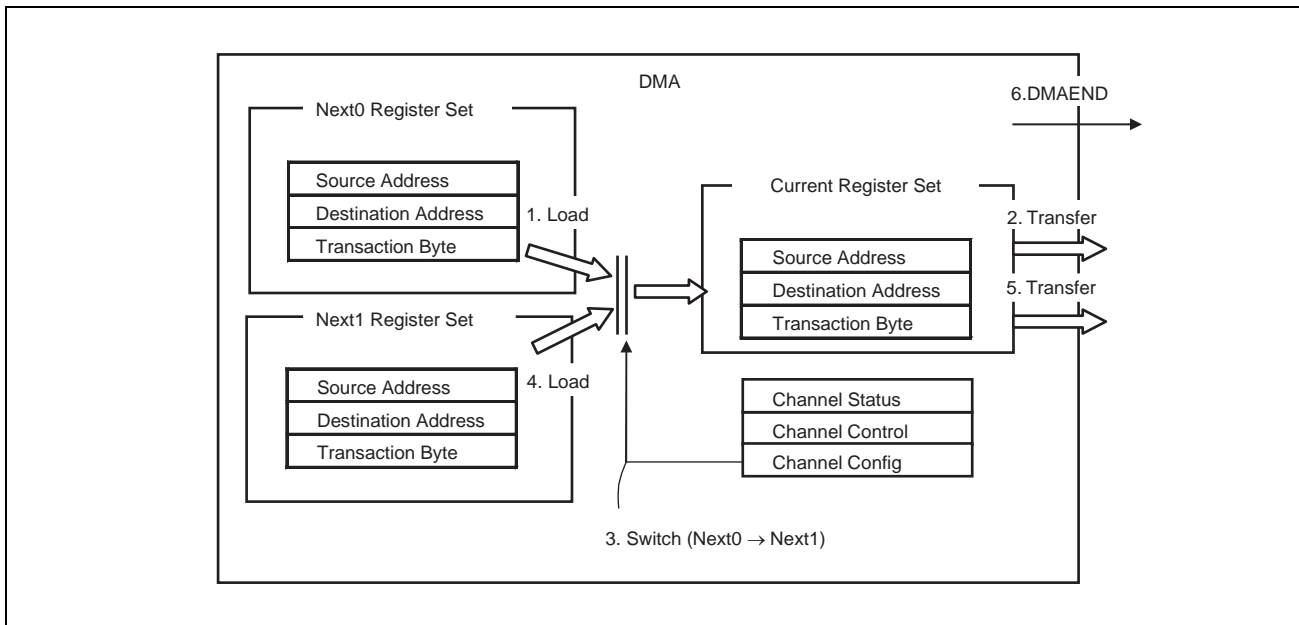 DMA
6.DMAEND
Next0 Register Set
Source Address
Destination Address
Transaction Byte
1. Load
Current Register Set
Source Address
Destination Address
Transaction Byte
2. Transfer
5. Transfer
Next1 Register Set
Source Address
Destination Address
Transaction Byte
4. Load
Channel Status
Channel Control
Channel Config
3. Switch (Next0 → Next1)